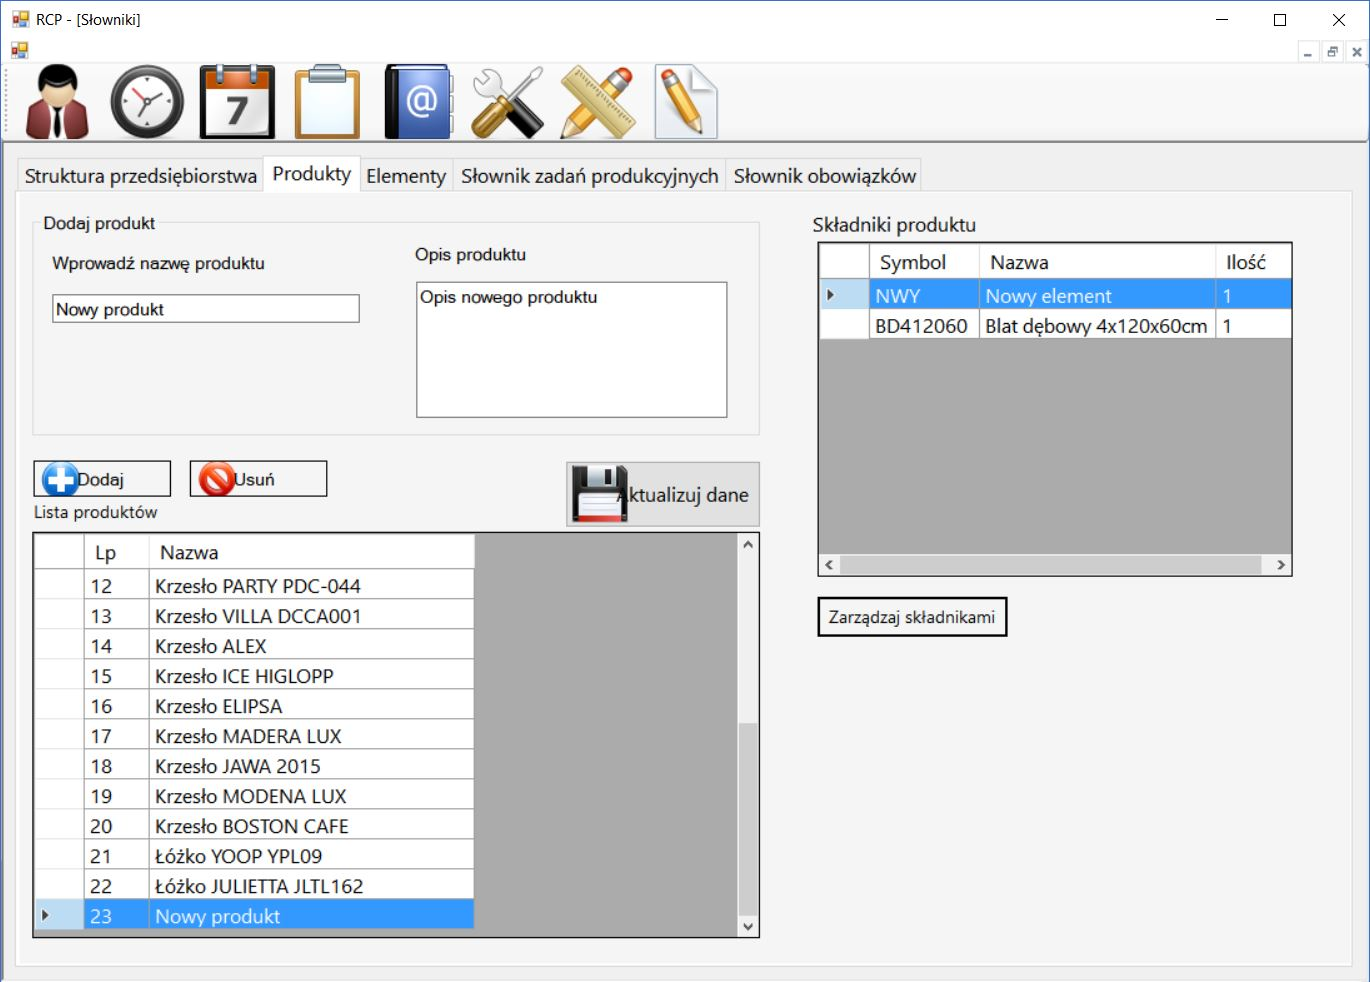 RCP - [Słowniki]
7
@
Struktura przedsiębiorstwa Produkty Elementy Słownik zadań produkcyjnych Słownik obowiązków
Dodaj produkt
Wprowadź nazwę produktu
Nowy produkt
Opis produktu
Opis nowego produktu
Dodaj Usuń
Aktualizuj dane
Lista produktów
Lp Nazwa
12 Krzesło PARTY PDC-044
13 Krzesło VILLA DCCA001
14 Krzesło ALEX
15 Krzesło ICE HIGLOPP
16 Krzesło ELIPSA
17 Krzesło MADERA LUX
18 Krzesło JAWA 2015
19 Krzesło MODENA LUX
20 Krzesło BOSTON CAFE
21 Łóżko YOOP YPL09
22 Łóżko JULIETTA JLTL162
23 Nowy produkt
Składniki produktu
Symbol Nazwa Ilość
NWY Nowy element 1
BD412060 Blat dębowy 4x120x60cm 1
Zarządzaj składnikami